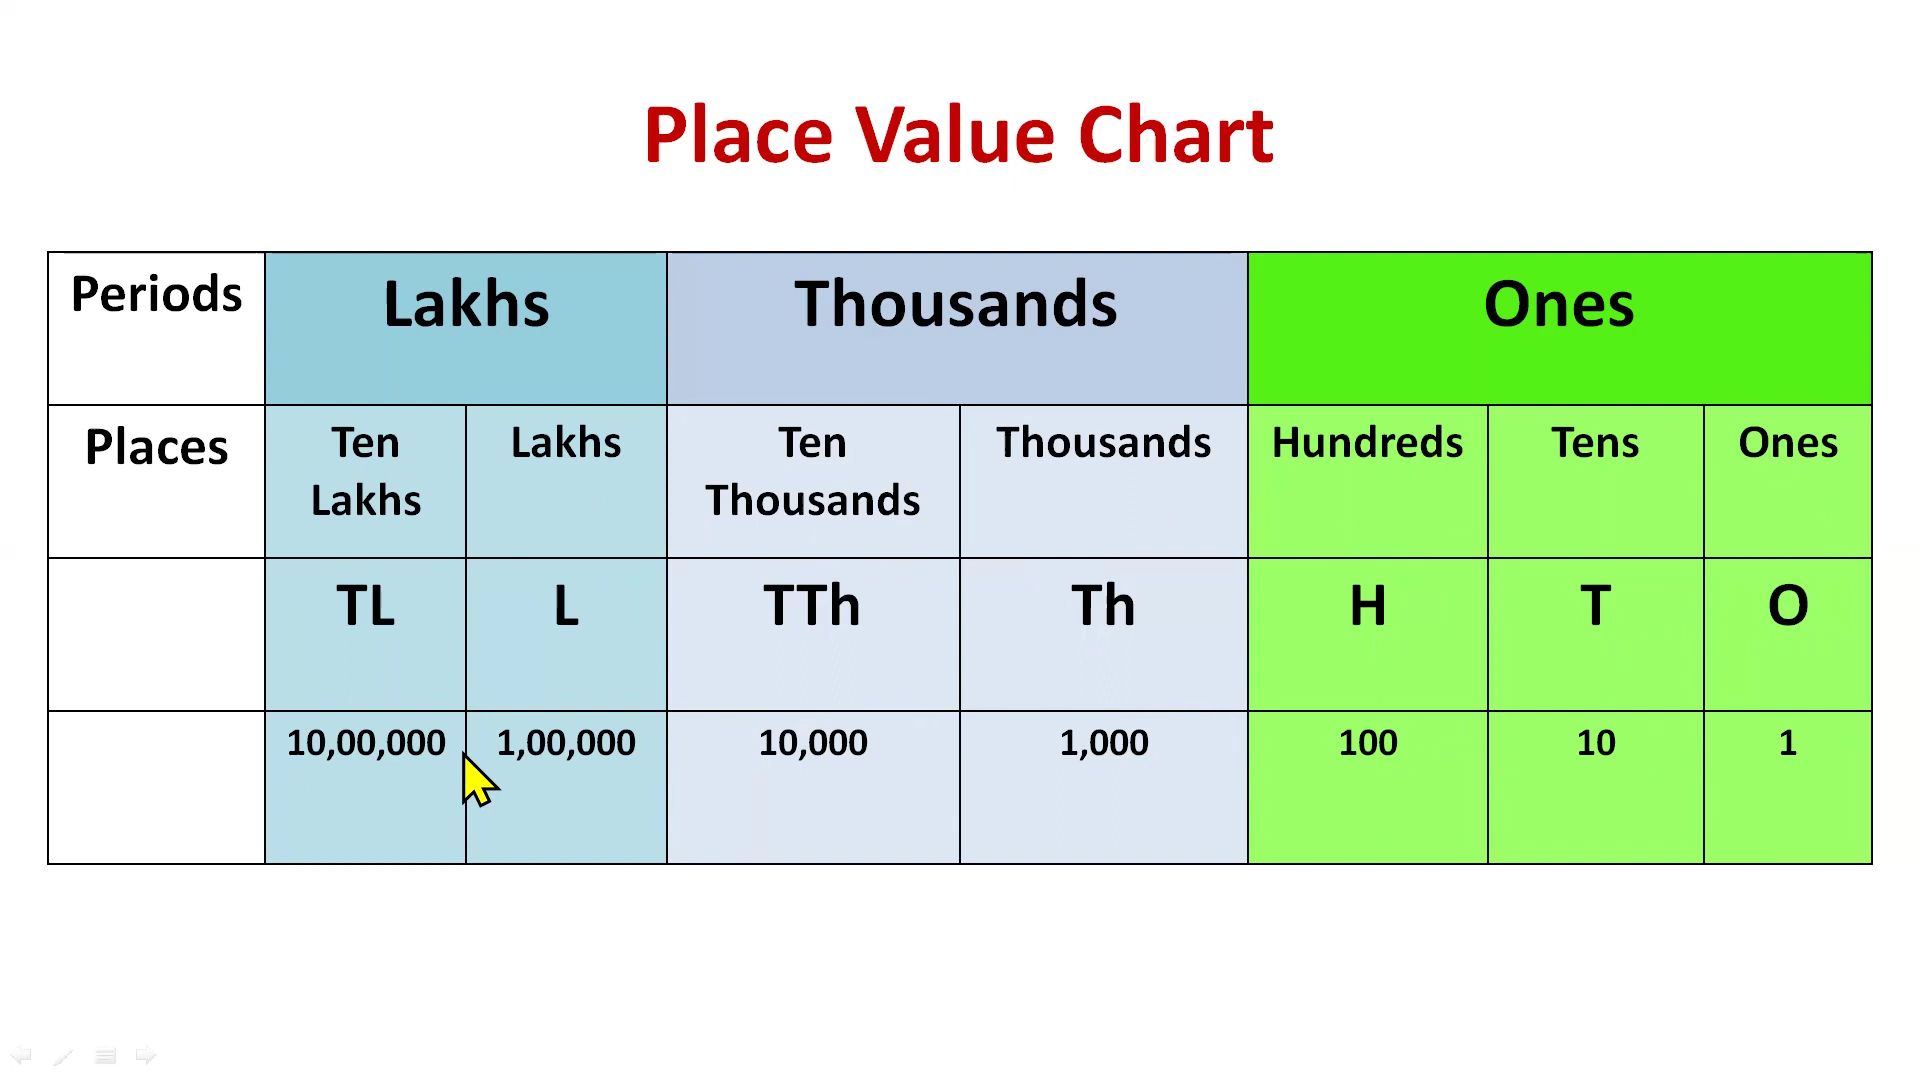 Place Value Chart
Periods Lakhs Thousands Ones
Places Ten Lakhs Ten Thousands Hundreds Tens Ones
Lakhs Thousands
TL L TTh Th H T O
10,00,000 1,00,000 10,000 1,000 100 10 1